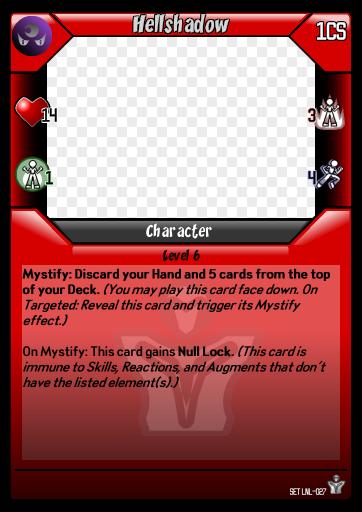 Hellshadow
1CS
14
3
1
4
Character
Level 6
Mystify: Discard your Hand and 5 cards from the top
of your Deck. (You may play this card face down. On
Targeted: Reveal this card and trigger its Mystify
effect.)
On Mystify: This card gains Null Lock. (This card is
immune to Skills, Reactions, and Augments that don't
have the listed element(s).)
SET LNL-027